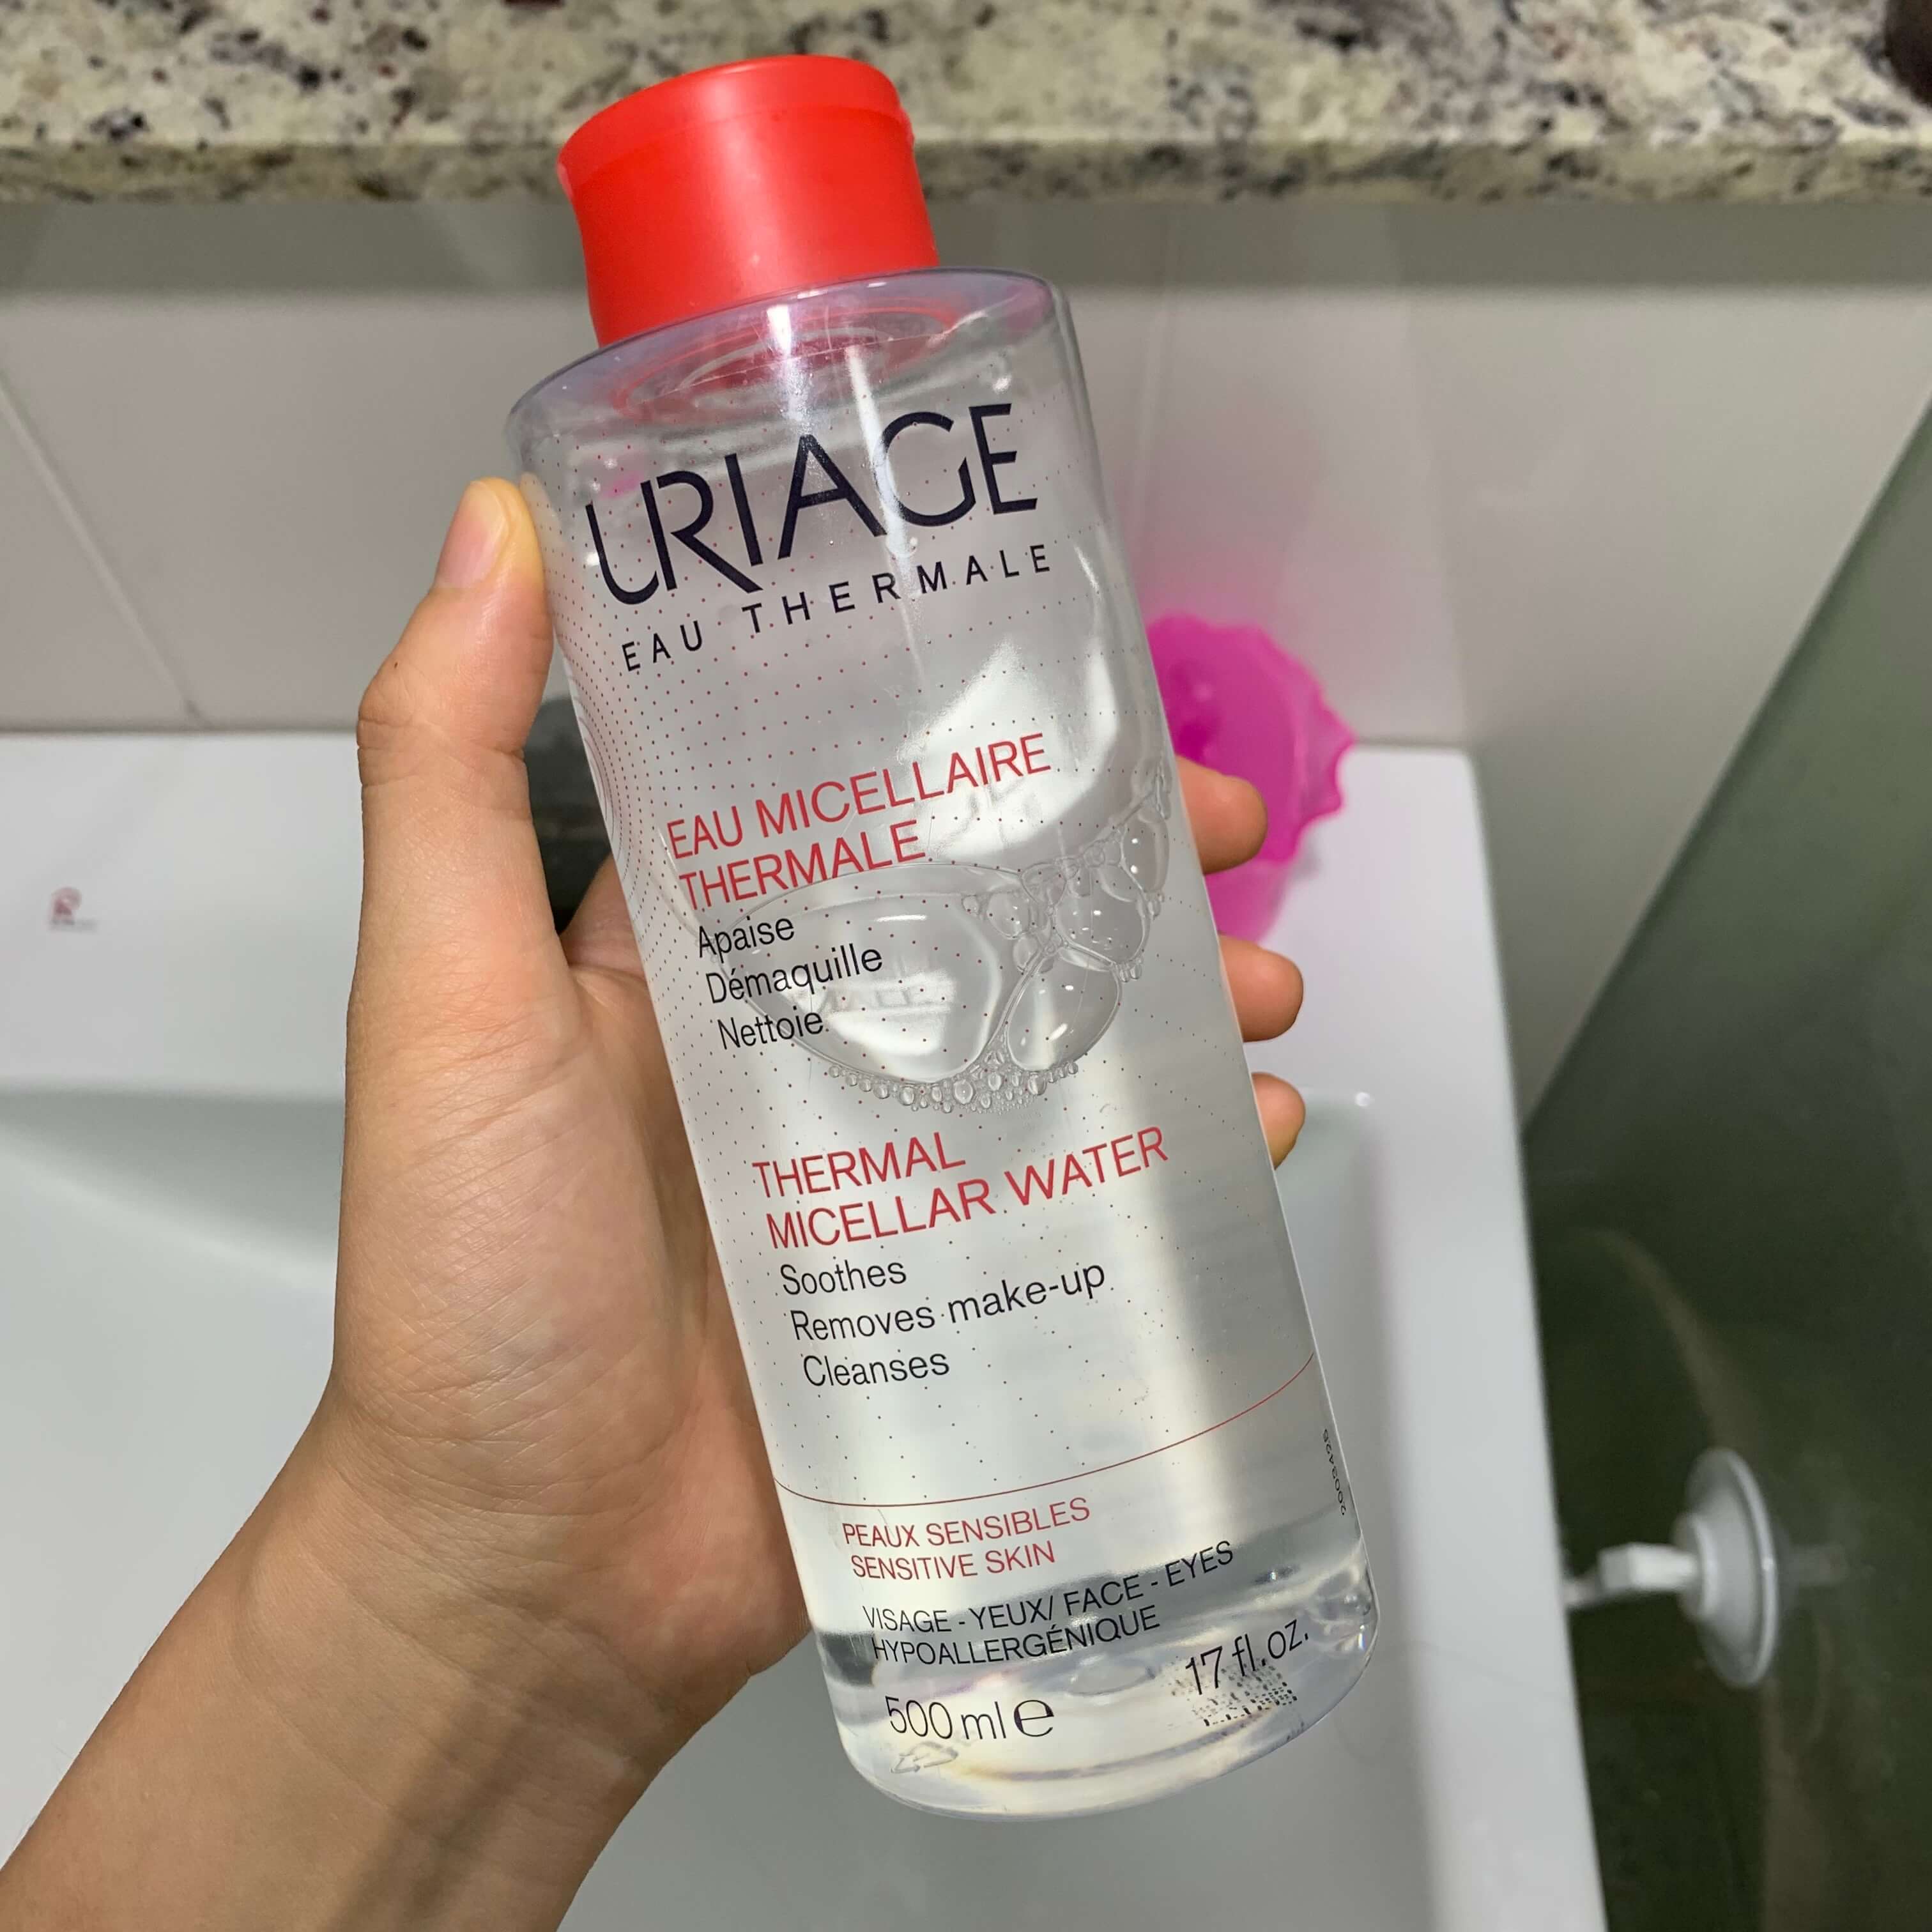 URIAGE
EAU THERMALE
EAU MICELLAIRE
THERMALE
Apaise
Démaquille
Nettoie
THERMAL
MICELLAR WATER
Soothes
Removes make-up
Cleanses
PEAUX SENSIBLES
SENSITIVE SKIN
VISAGE - YEUX/ FACE - EYES
HYPOALLERGÉNIQUE
500 ml e
17 fl.oz.